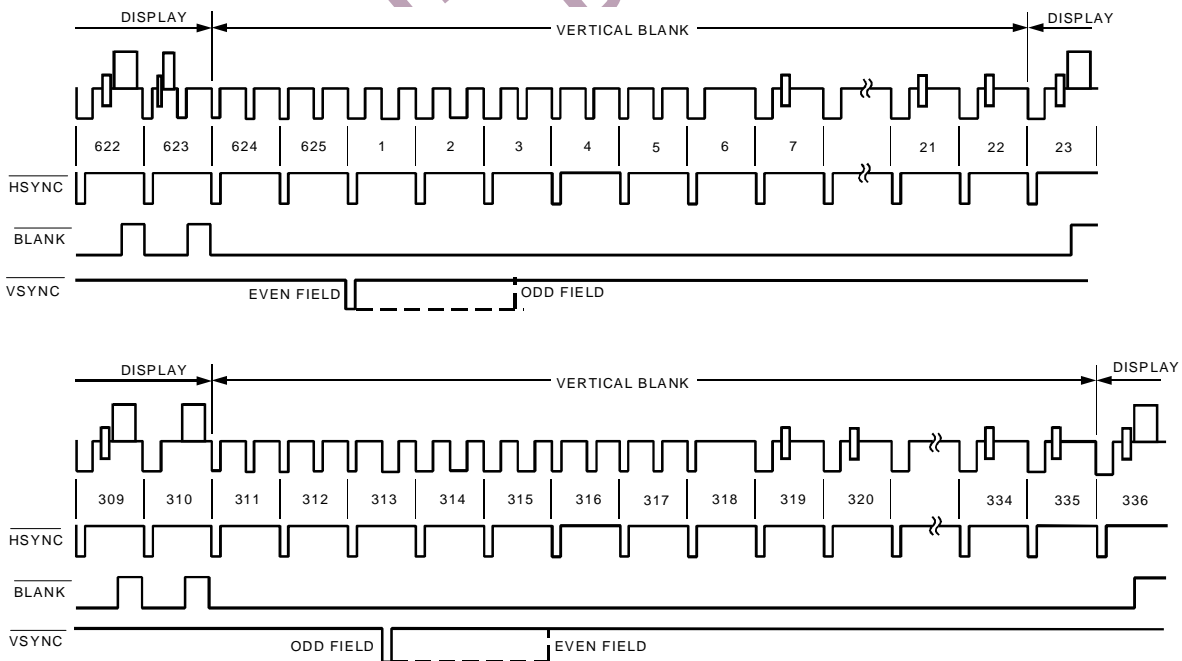 DISPLAY VERTICAL BLANK DISPLAY
622 623 624 625 1 2 3 4 5 6 7 21 22 23
HSYNC
BLANK
VSYNC EVEN FIELD ODD FIELD
DISPLAY VERTICAL BLANK DISPLAY
309 310 311 312 313 314 315 316 317 318 319 320 334 335 336
HSYNC
BLANK
VSYNC ODD FIELD EVEN FIELD